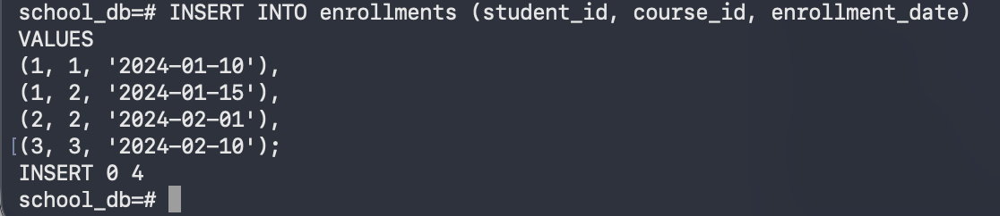 school_db=# INSERT INTO enrollments (student_id, course_id, enrollment_date)
VALUES
(1, 1, '2024-01-10'),
(1, 2, '2024-01-15'),
(2, 2, '2024-02-01'),
[(3, 3, '2024-02-10');
INSERT 0 4
school_db=#